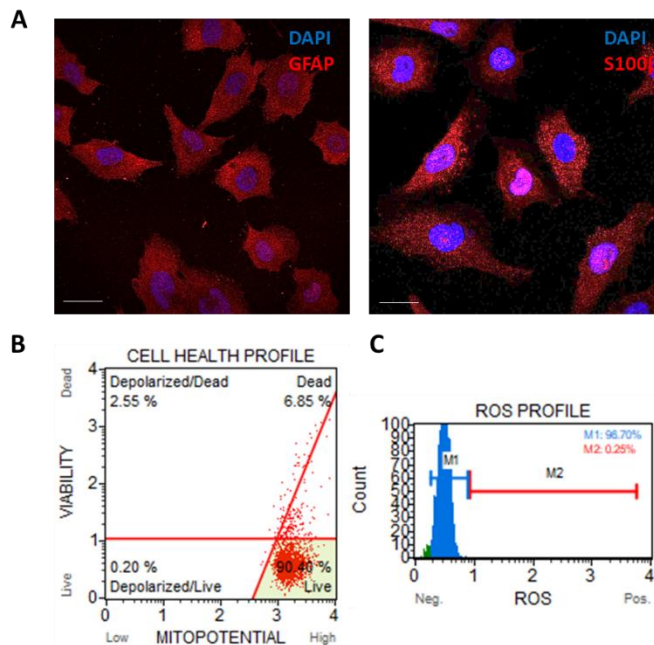 A
DAPI
GFAP
DAPI
B
C
CELL HEALTH PROFILE
Depolarized/Dead
2.55 %
Dead
6.85 %
0.20 %
Depolarized/Live
90.40 %
Live
VIABILITY
Dead
Live
4
3
2
1
0
0 1 2 3 4
Low
MITOPOTENTIAL
High
ROS PROFILE
M1: 96.70%
M2: 0.25%
M1
M2
Count
100
90
80
70
60
50
40
30
20
10
0
0 1 2 3 4
Neg.
ROS
Pos.